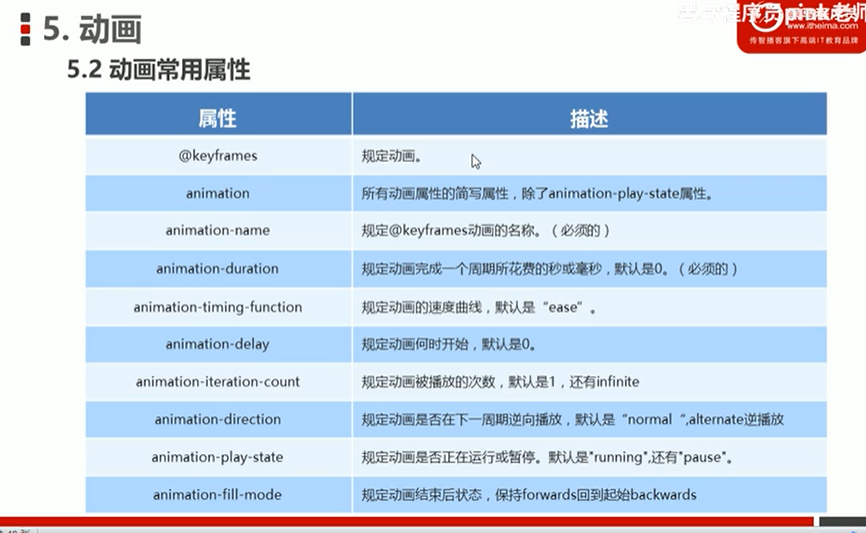 5. 动画
程序员pink老师
www.itheima.com
传智播客旗下高端IT教育品牌
5.2 动画常用属性
属性 描述
@keyframes 规定动画。
animation 所有动画属性的简写属性，除了animation-play-state属性。
animation-name 规定@keyframes动画的名称。（必须的）
animation-duration 规定动画完成一个周期所花费的秒或毫秒，默认是0。（必须的）
animation-timing-function 规定动画的速度曲线，默认是“ease”。
animation-delay 规定动画何时开始，默认是0。
animation-iteration-count 规定动画被播放的次数，默认是1，还有infinite
animation-direction 规定动画是否在下一周期逆向播放，默认是“normal“,alternate逆播放
animation-play-state 规定动画是否正在运行或暂停。默认是"running",还有"pause"。
animation-fill-mode 规定动画结束后状态，保持forwards回到起始backwards